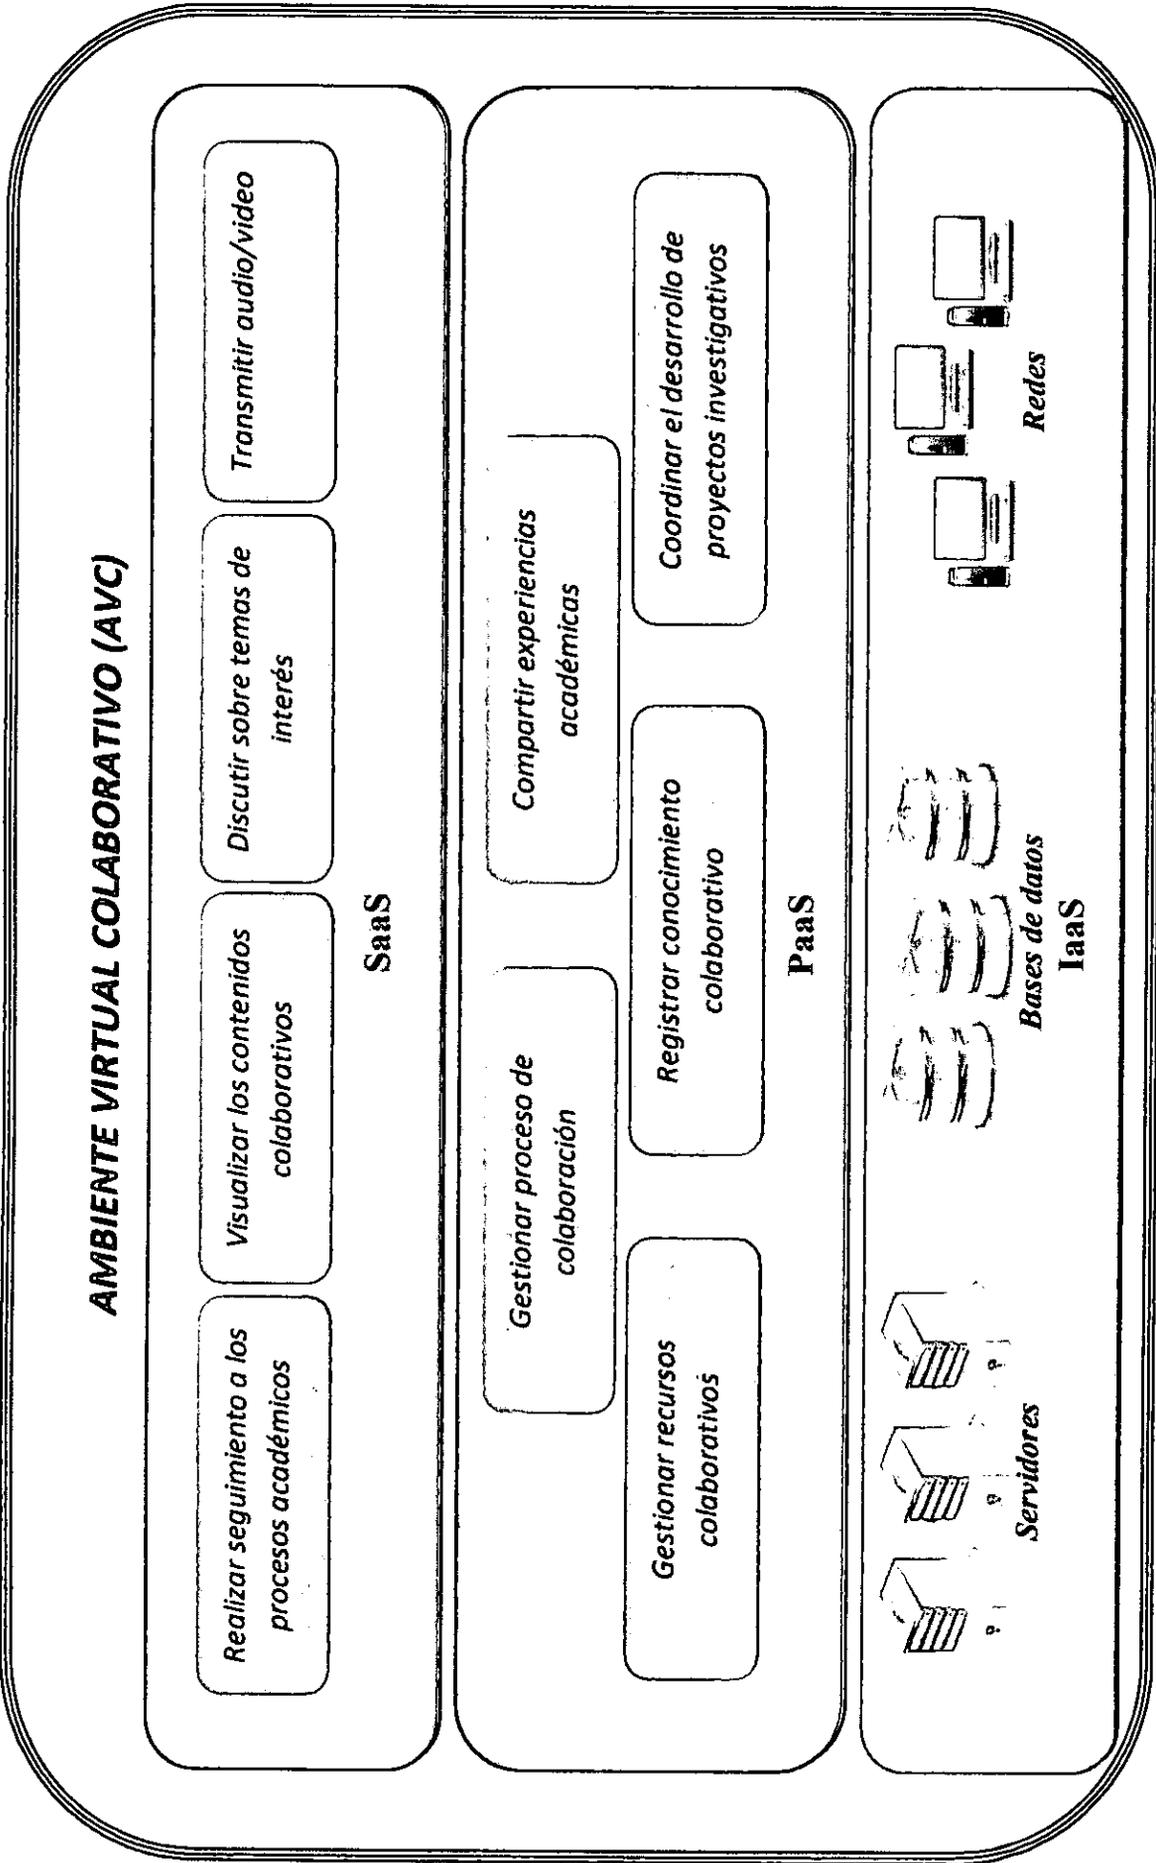 AMBIENTE VIRTUAL COLABORATIVO (AVC)
Realizar seguimiento a los
procesos académicos
Visualizar los contenidos
colaborativos
Discutir sobre temas de
interés
Transmitir audio/video
SaaS
Gestionar proceso de
colaboración
Compartir experiencias
académicas
Gestionar recursos
colaborativos
Registrar conocimiento
colaborativo
Coordinar el desarrollo de
proyectos investigativos
PaaS
Servidores
Bases de datos
Redes
IaaS